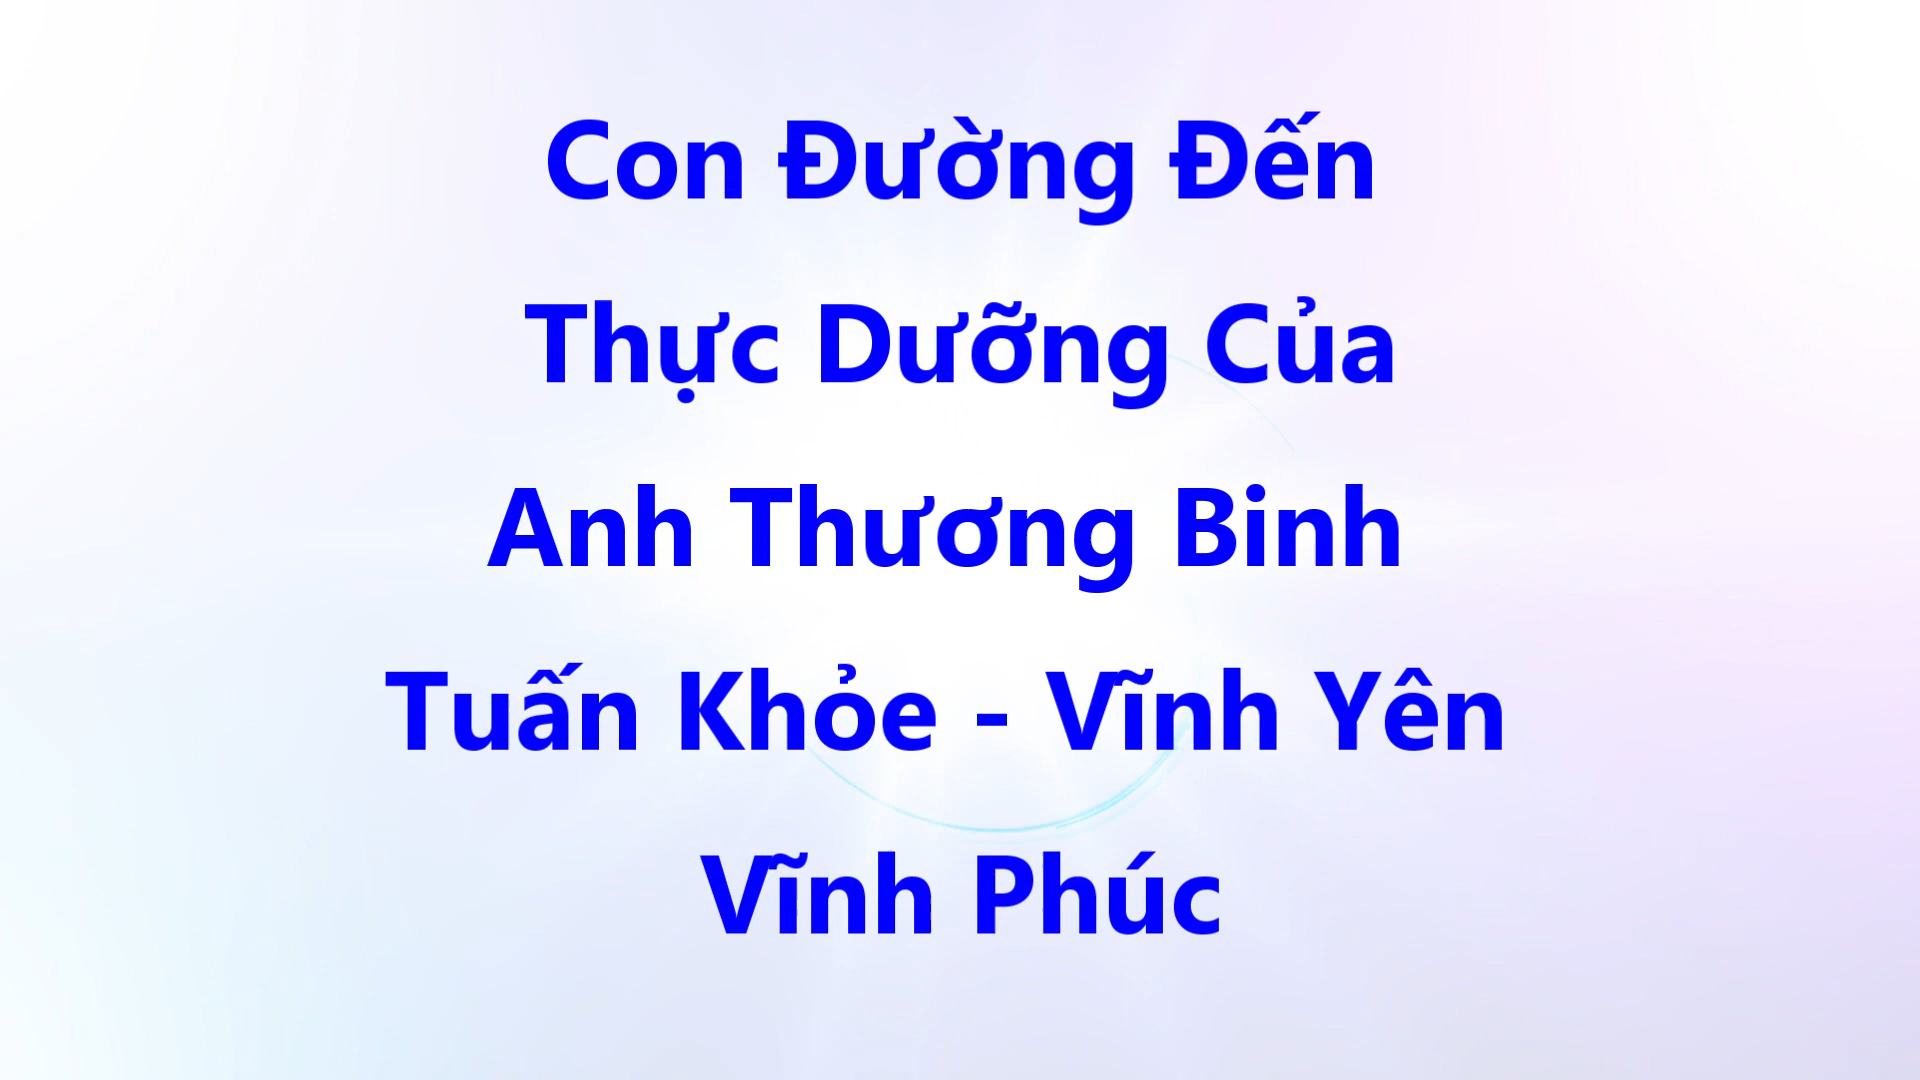 Con Đường Đến
Thực Dưỡng Của
Anh Thương Binh
Tuấn Khỏe - Vĩnh Yên
Vĩnh Phúc